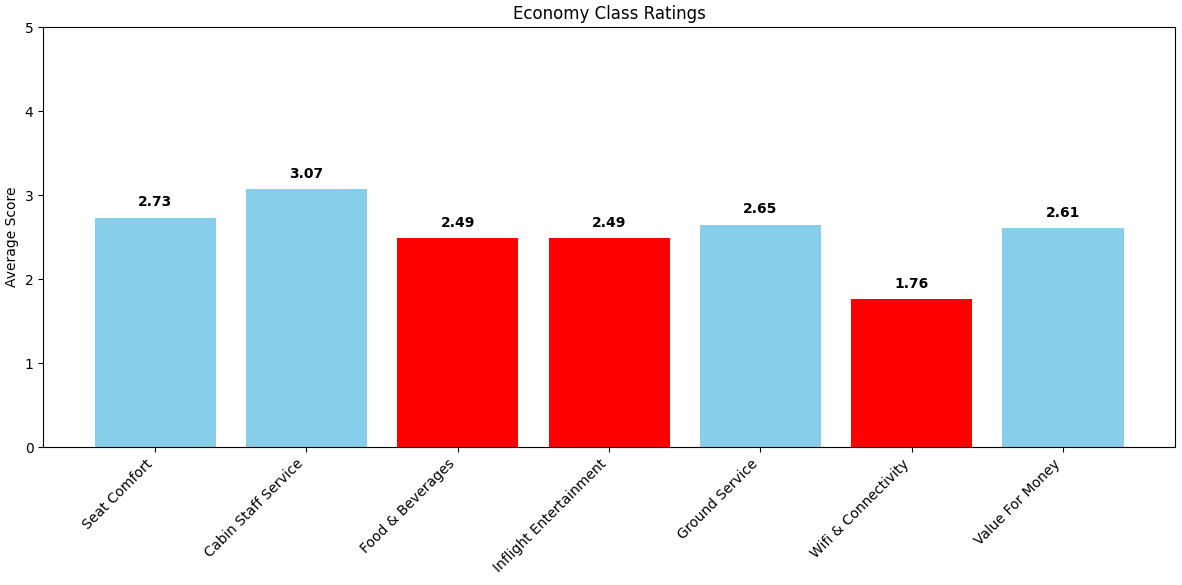 Economy Class Ratings
5
4
3
2
1
0
Average Score
2.73
3.07
2.49
2.49
2.65
1.76
2.61
Seat Comfort
Cabin Staff Service
Food & Beverages
Inflight Entertainment
Ground Service
Wifi & Connectivity
Value For Money